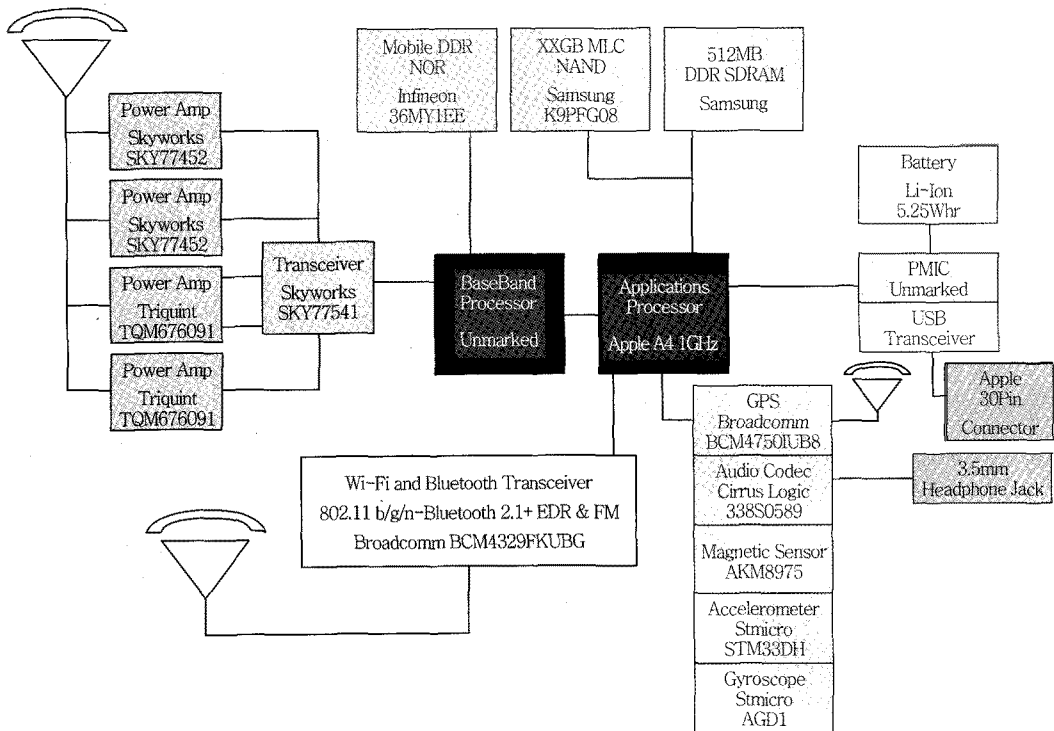 Mobile DDR
NOR
Infineon
36MY1EE
XXGB MLC
NAND
Samsung
K9PFG08
512MB
DDR SDRAM
Samsung
Power Amp
Skyworks
SKY77452
Power Amp
Skyworks
SKY77452
Power Amp
Triquint
TQM676091
Power Amp
Triquint
TQM676091
Transceiver
Skyworks
SKY77541
BaseBand
Processor
Unmarked
Applications
Processor
Apple A4 1GHz
Battery
Li-Ion
5.25Whr
PMIC
Unmarked
USB
Transceiver
Apple
30Pin
Connector
GPS
Broadcomm
BCM4750IUB8
Audio Codec
Cirrus Logic
338S0589
3.5mm
Headphone Jack
Magnetic Sensor
AKM8975
Accelerometer
Stmicro
STM33DH
Gyroscope
Stmicro
AGD1
Wi-Fi and Bluetooth Transceiver
802.11 b/g/n-Bluetooth 2.1+ EDR & FM
Broadcomm BCM4329FKUBG